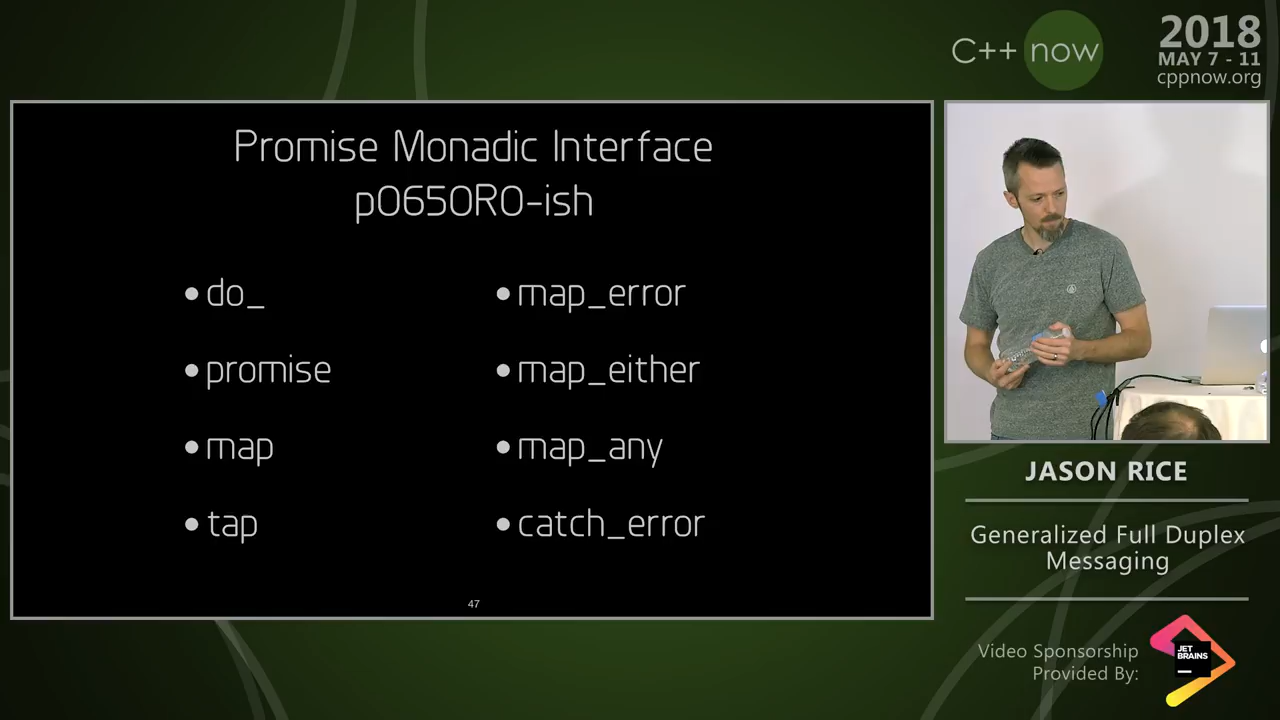 C++ now
2018
MAY 7 - 11
cppnow.org
Promise Monadic Interface
p0650R0-ish
• do_
• promise
• map
• tap
• map_error
• map_either
• map_any
• catch_error
47
JASON RICE
Generalized Full Duplex
Messaging
Video Sponsorship
Provided By:
JET
BRAINS